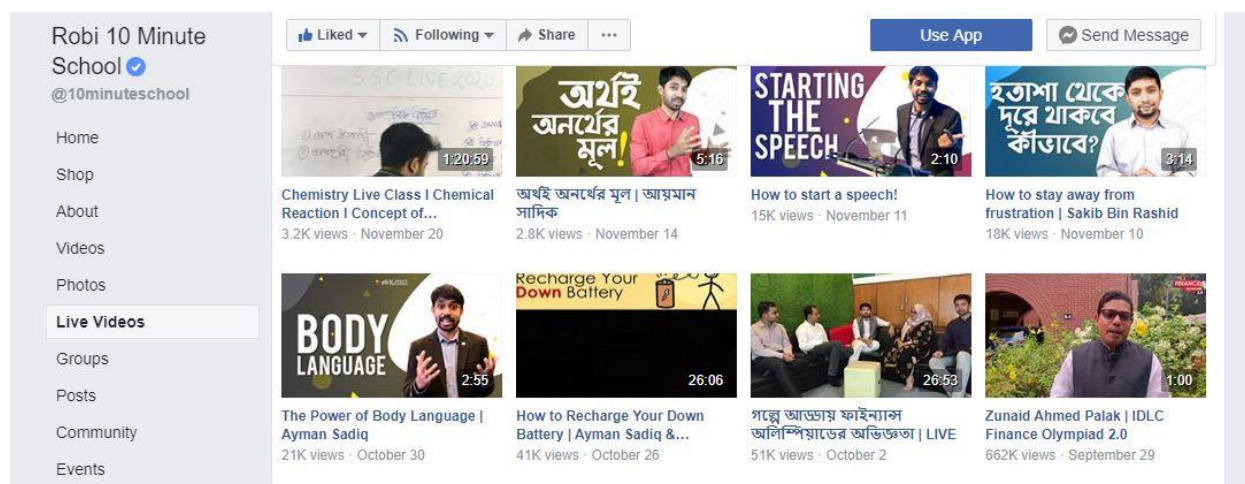 Robi 10 Minute
School
@10minuteschool
Home
Shop
About
Videos
Photos
Live Videos
Groups
Posts
Community
Events
Liked Following Share ... Use App Send Message
SSC LIVE 2020
1:20:59
Chemistry Live Class I Chemical
Reaction I Concept of...
3.2K views · November 20
অর্থই
অনর্থের
মূল!
5:16
অর্থই অনর্থের মূল | আয়মান
সাদিক
2.8K views · November 14
STARTING
THE
SPEECH
2:10
How to start a speech!
15K views · November 11
হতাশা থেকে
দূরে থাকবে
কীভাবে?
3:14
How to stay away from
frustration | Sakib Bin Rashid
18K views · November 10
BODY
LANGUAGE
2:55
The Power of Body Language |
Ayman Sadiq
21K views · October 30
Recharge Your
Down Battery
26:06
How to Recharge Your Down
Battery | Ayman Sadiq &...
41K views · October 26
26:53
গল্পে আড্ডায় ফাইন্যান্স
অলিম্পিয়াডের অভিজ্ঞতা | LIVE
51K views · October 2
FINANCE
1:00
Zunaid Ahmed Palak | IDLC
Finance Olympiad 2.0
662K views · September 29